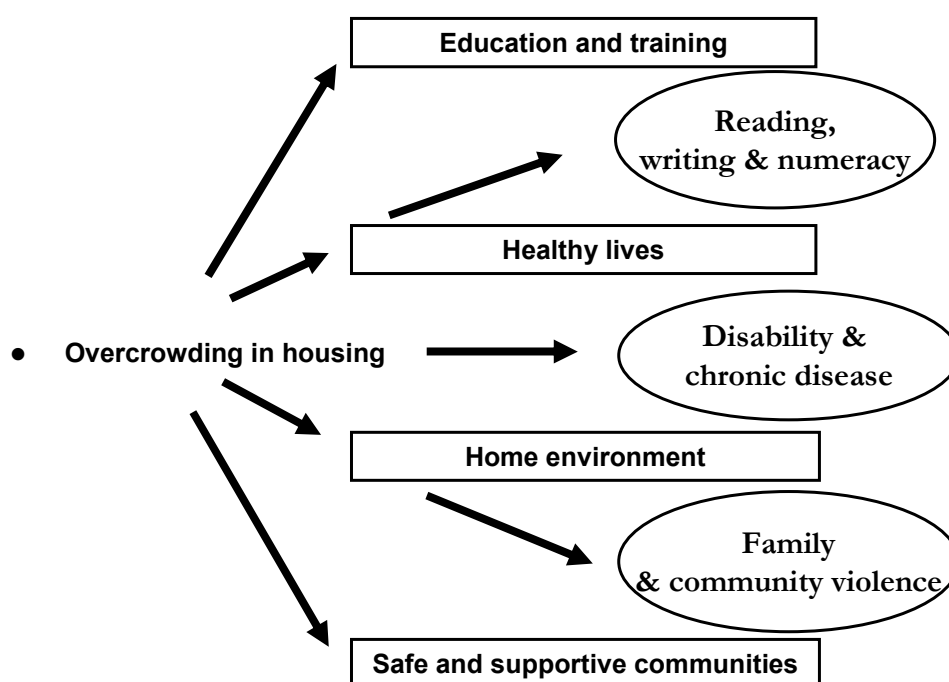 Education and training
Reading,
writing & numeracy
Healthy lives
Disability &
chronic disease
• Overcrowding in housing
Home environment
Family
& community violence
Safe and supportive communities